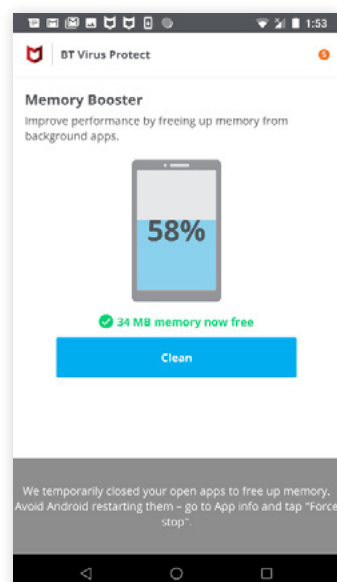 1:53
BT Virus Protect
Memory Booster
Improve performance by freeing up memory from
background apps.
58%
34 MB memory now free
Clean
We temporarily closed your open apps to free up memory.
Avoid Android restarting them – go to App info and tap "Force
stop".